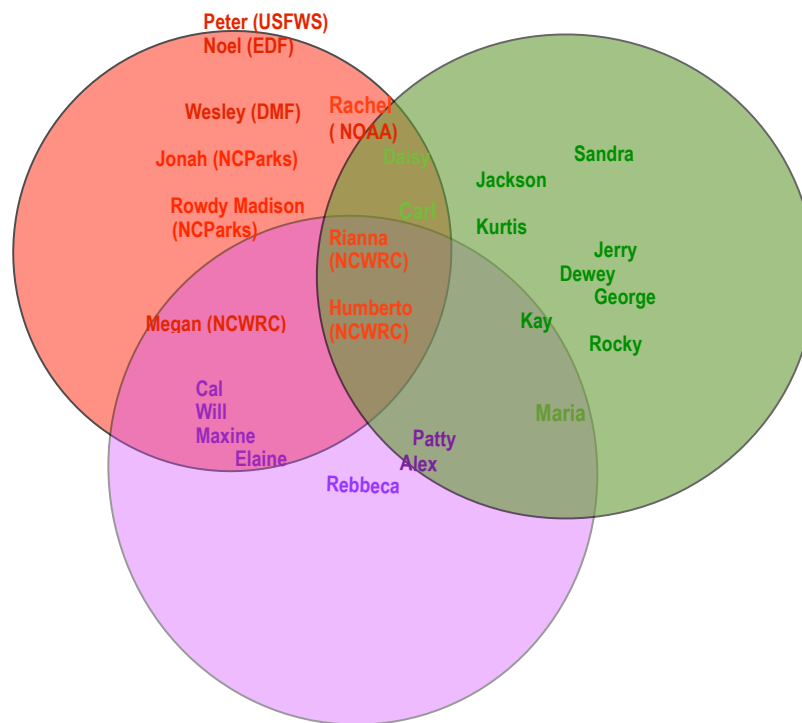 Peter (USFWS)
Noel (EDF)
Wesley (DMF)
Rachel
( NOAA)
Daisy
Jonah (NCParks)
Sandra
Jackson
Rowdy Madison
(NCParks)
Carl
Kurtis
Rianna
(NCWRC)
Jerry
Dewey
George
Humberto
(NCWRC)
Megan (NCWRC)
Kay
Rocky
Cal
Will
Maxine
Elaine
Maria
Patty
Alex
Rebbeca